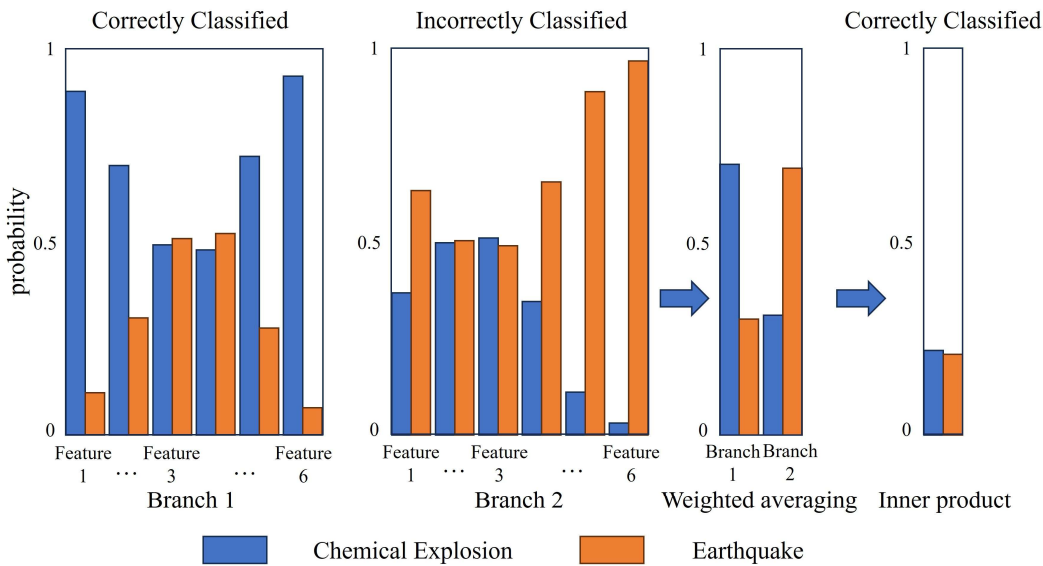 Correctly Classified
Incorrectly Classified
Correctly Classified
probability
1
0.5
0
Feature 1
...
Feature 3
...
Feature 6
Branch 1
1
0.5
0
Feature 1
...
Feature 3
...
Feature 6
Branch 2
1
0.5
0
Branch 1
Branch 2
Weighted averaging
1
0.5
0
Inner product
Chemical Explosion
Earthquake